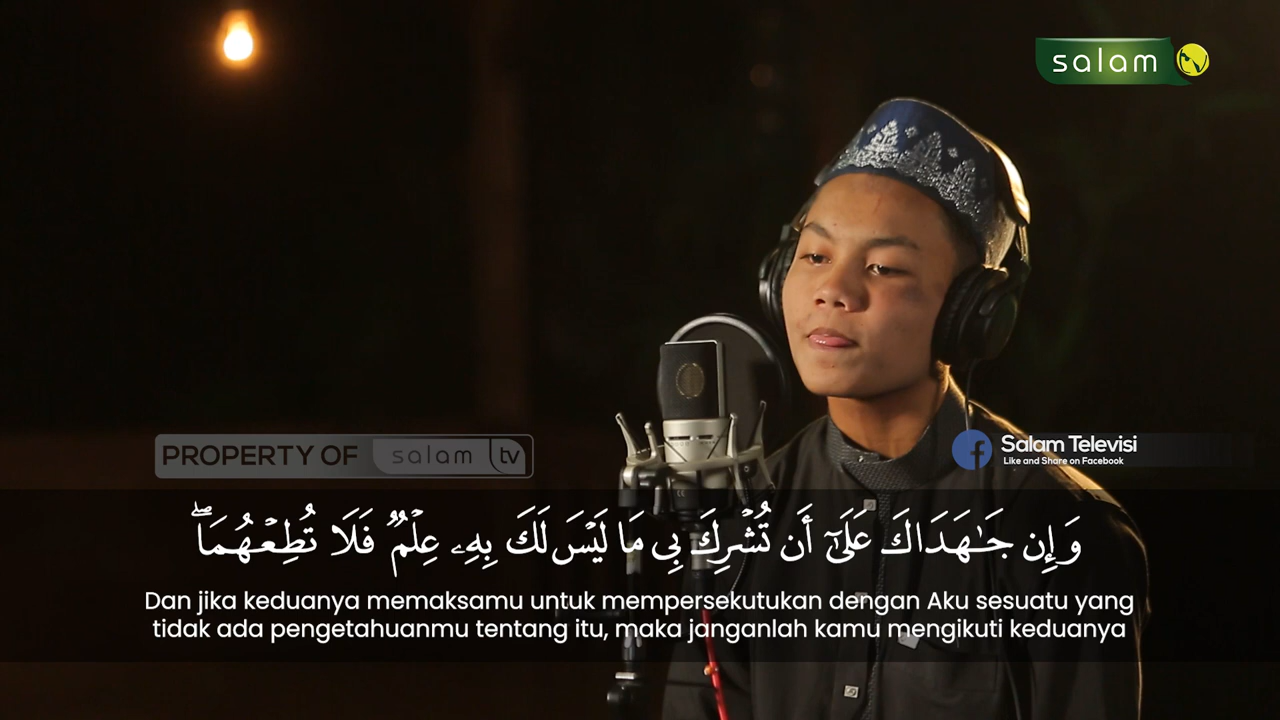 salam
PROPERTY OF salam tv
Salam Televisi
Like and Share on Facebook
وَإِن جَـٰهَدَاكَ عَلَىٰٓ أَن تُشْرِكَ بِى مَا لَيْسَ لَكَ بِهِۦ عِلْمٌۭ فَلَا تُطِعْهُمَاۖ
Dan jika keduanya memaksamu untuk mempersekutukan dengan Aku sesuatu yang
tidak ada pengetahuanmu tentang itu, maka janganlah kamu mengikuti keduanya